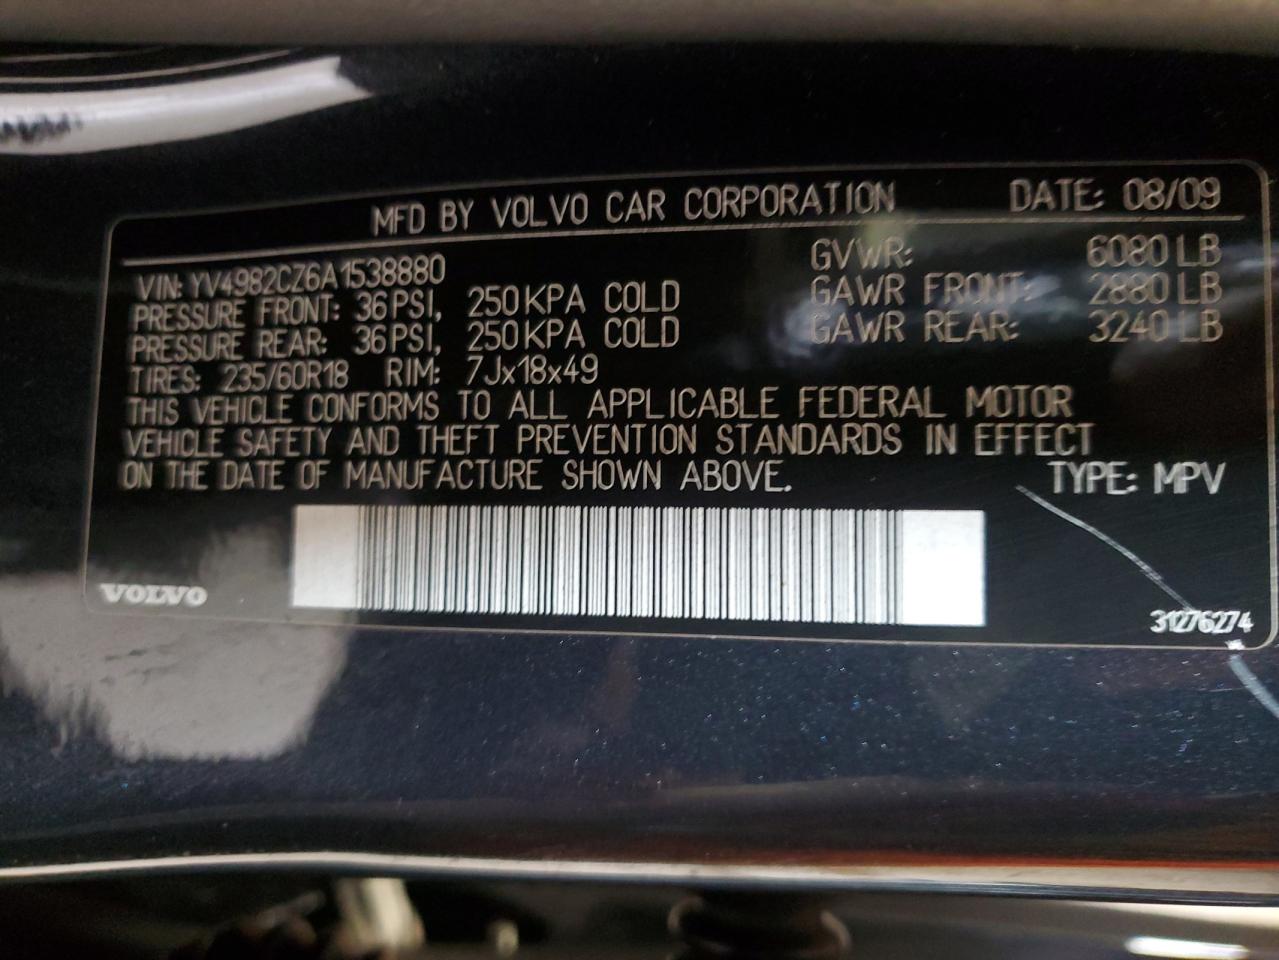 MFD BY VOLVO CAR CORPORATION DATE: 08/09
VIN: YV4982CZ6A1538880 GVWR: 6080 LB
PRESSURE FRONT: 36 PSI, 250 KPA COLD GAWR FRONT: 2880 LB
PRESSURE REAR: 36 PSI, 250 KPA COLD GAWR REAR: 3240 LB
TIRES: 235/60R18 RIM: 7Jx18x49
THIS VEHICLE CONFORMS TO ALL APPLICABLE FEDERAL MOTOR
VEHICLE SAFETY AND THEFT PREVENTION STANDARDS IN EFFECT
ON THE DATE OF MANUFACTURE SHOWN ABOVE. TYPE: MPV
VOLVO
31276274